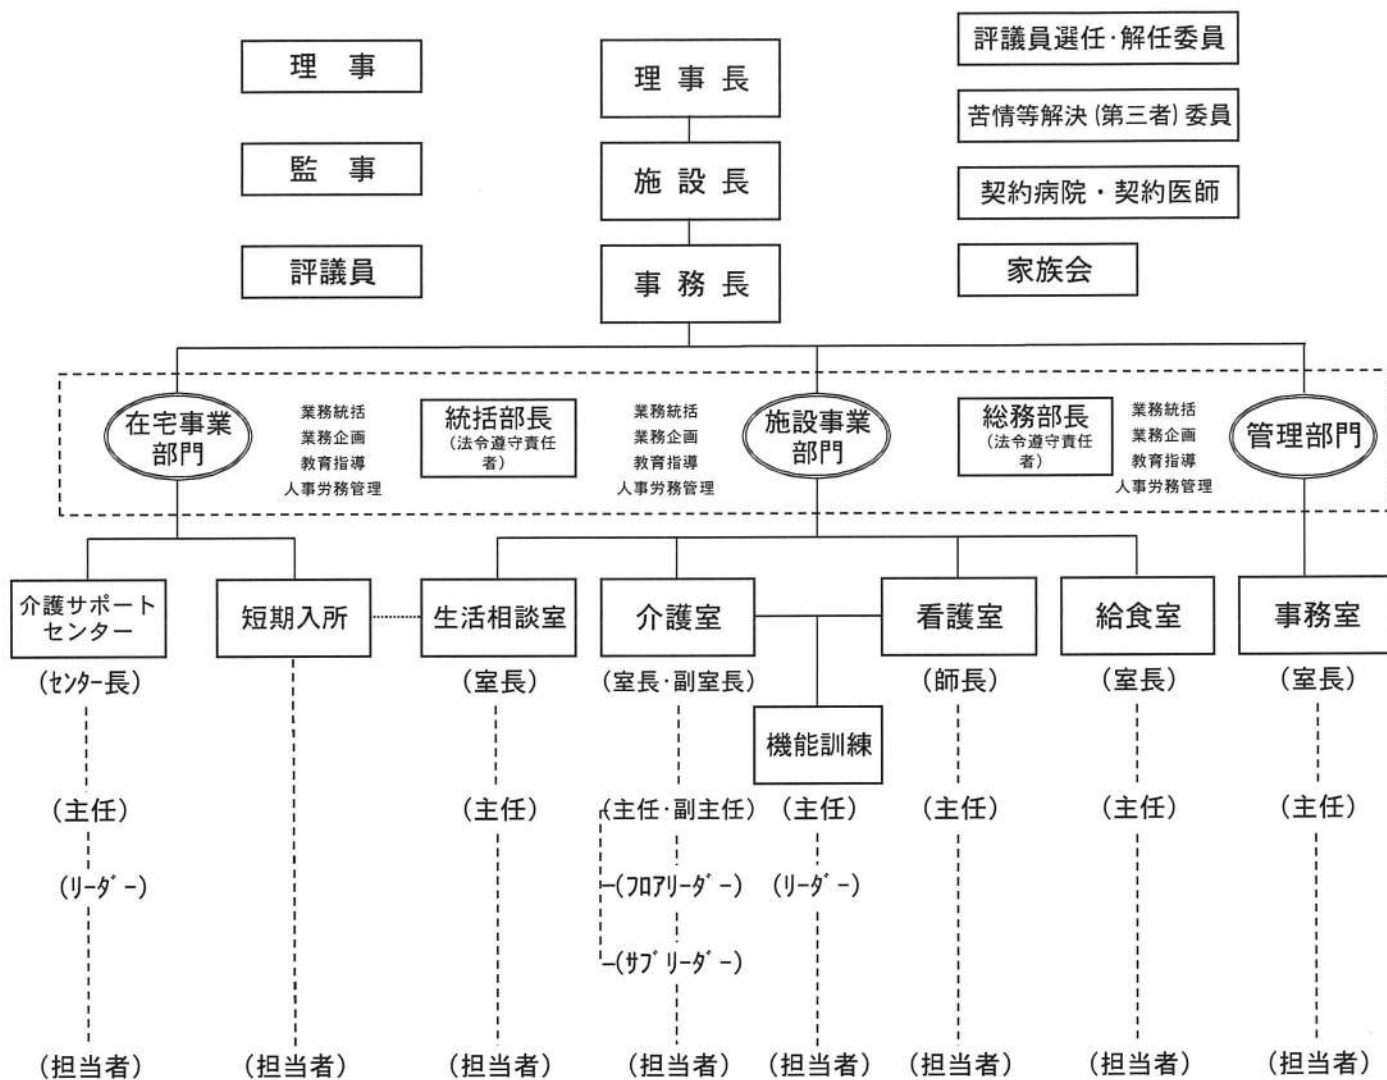 理　事
理 事 長
評議員選任・解任委員
苦情等解決(第三者)委員
監　事
施 設 長
契約病院・契約医師
評議員
事 務 長
家族会
在宅事業
部門
業務統括
業務企画
教育指導
人事労務管理
統括部長
(法令遵守責任
者)
業務統括
業務企画
教育指導
人事労務管理
施設事業
部門
総務部長
(法令遵守責任
者)
業務統括
業務企画
教育指導
人事労務管理
管理部門
介護サポート
センター
短期入所
生活相談室
介護室
看護室
給食室
事務室
(ｾﾝﾀｰ長)
(室長)
(室長・副室長)
(師長)
(室長)
(室長)
機能訓練
(主任)
(主任)
(主任・副主任)
(主任)
(主任)
(主任)
(主任)
(ﾘｰﾀﾞｰ)
(ﾌﾛｱﾘｰﾀﾞｰ)
(ﾘｰﾀﾞｰ)
(ｻﾌﾞﾘｰﾀﾞｰ)
(担当者)
(担当者)
(担当者)
(担当者)
(担当者)
(担当者)
(担当者)
(担当者)